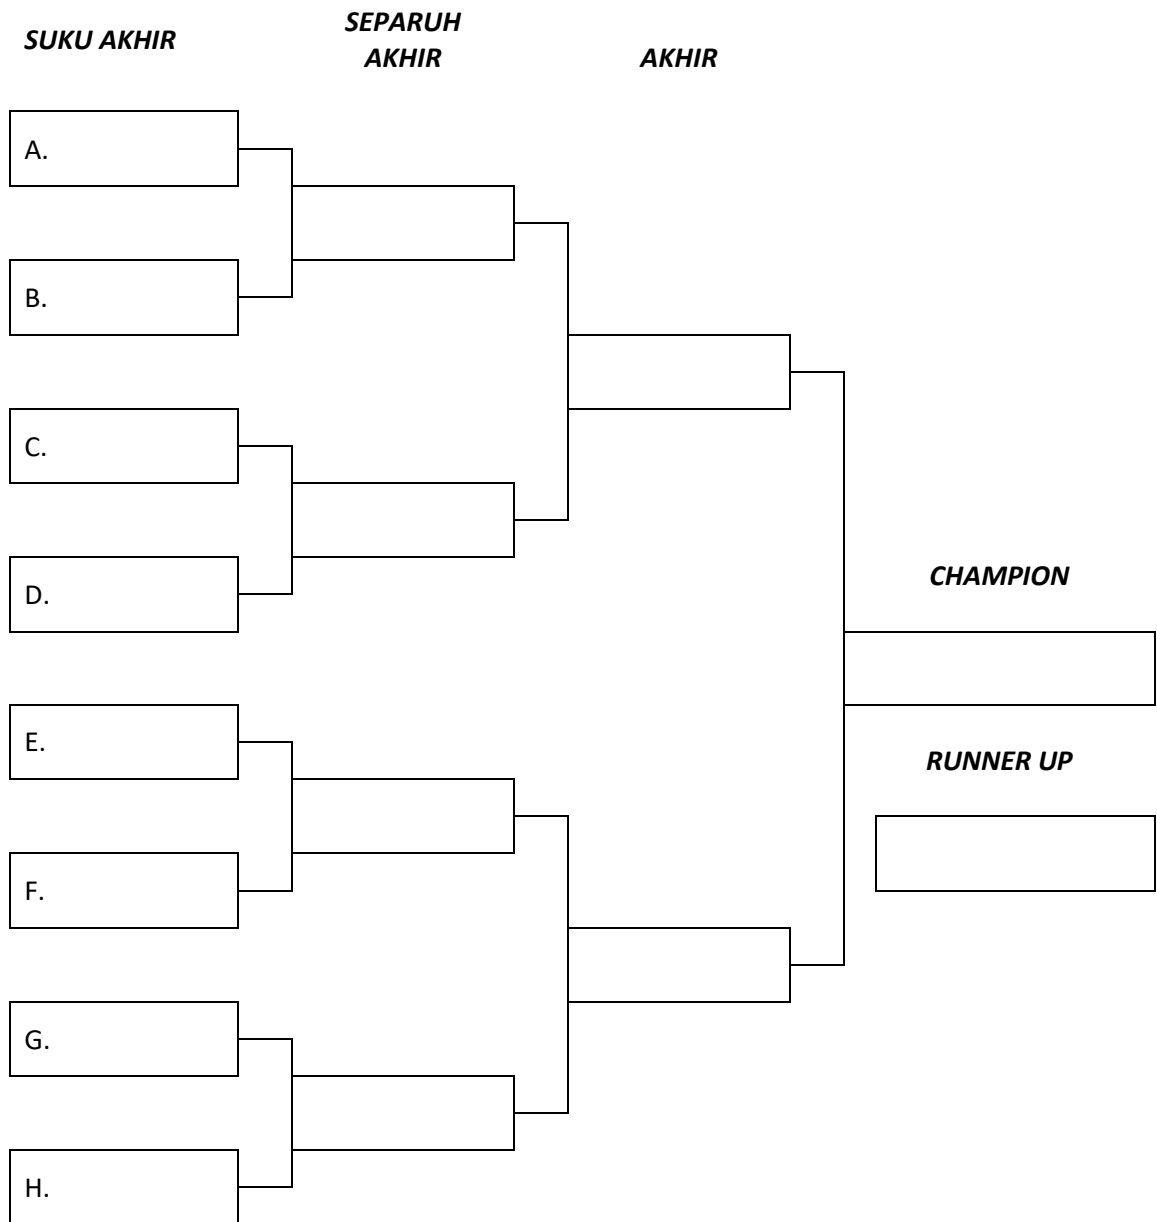 SUKU AKHIR
SEPARUH
AKHIR
AKHIR
A.
B.
C.
D.
CHAMPION
E.
RUNNER UP
F.
G.
H.